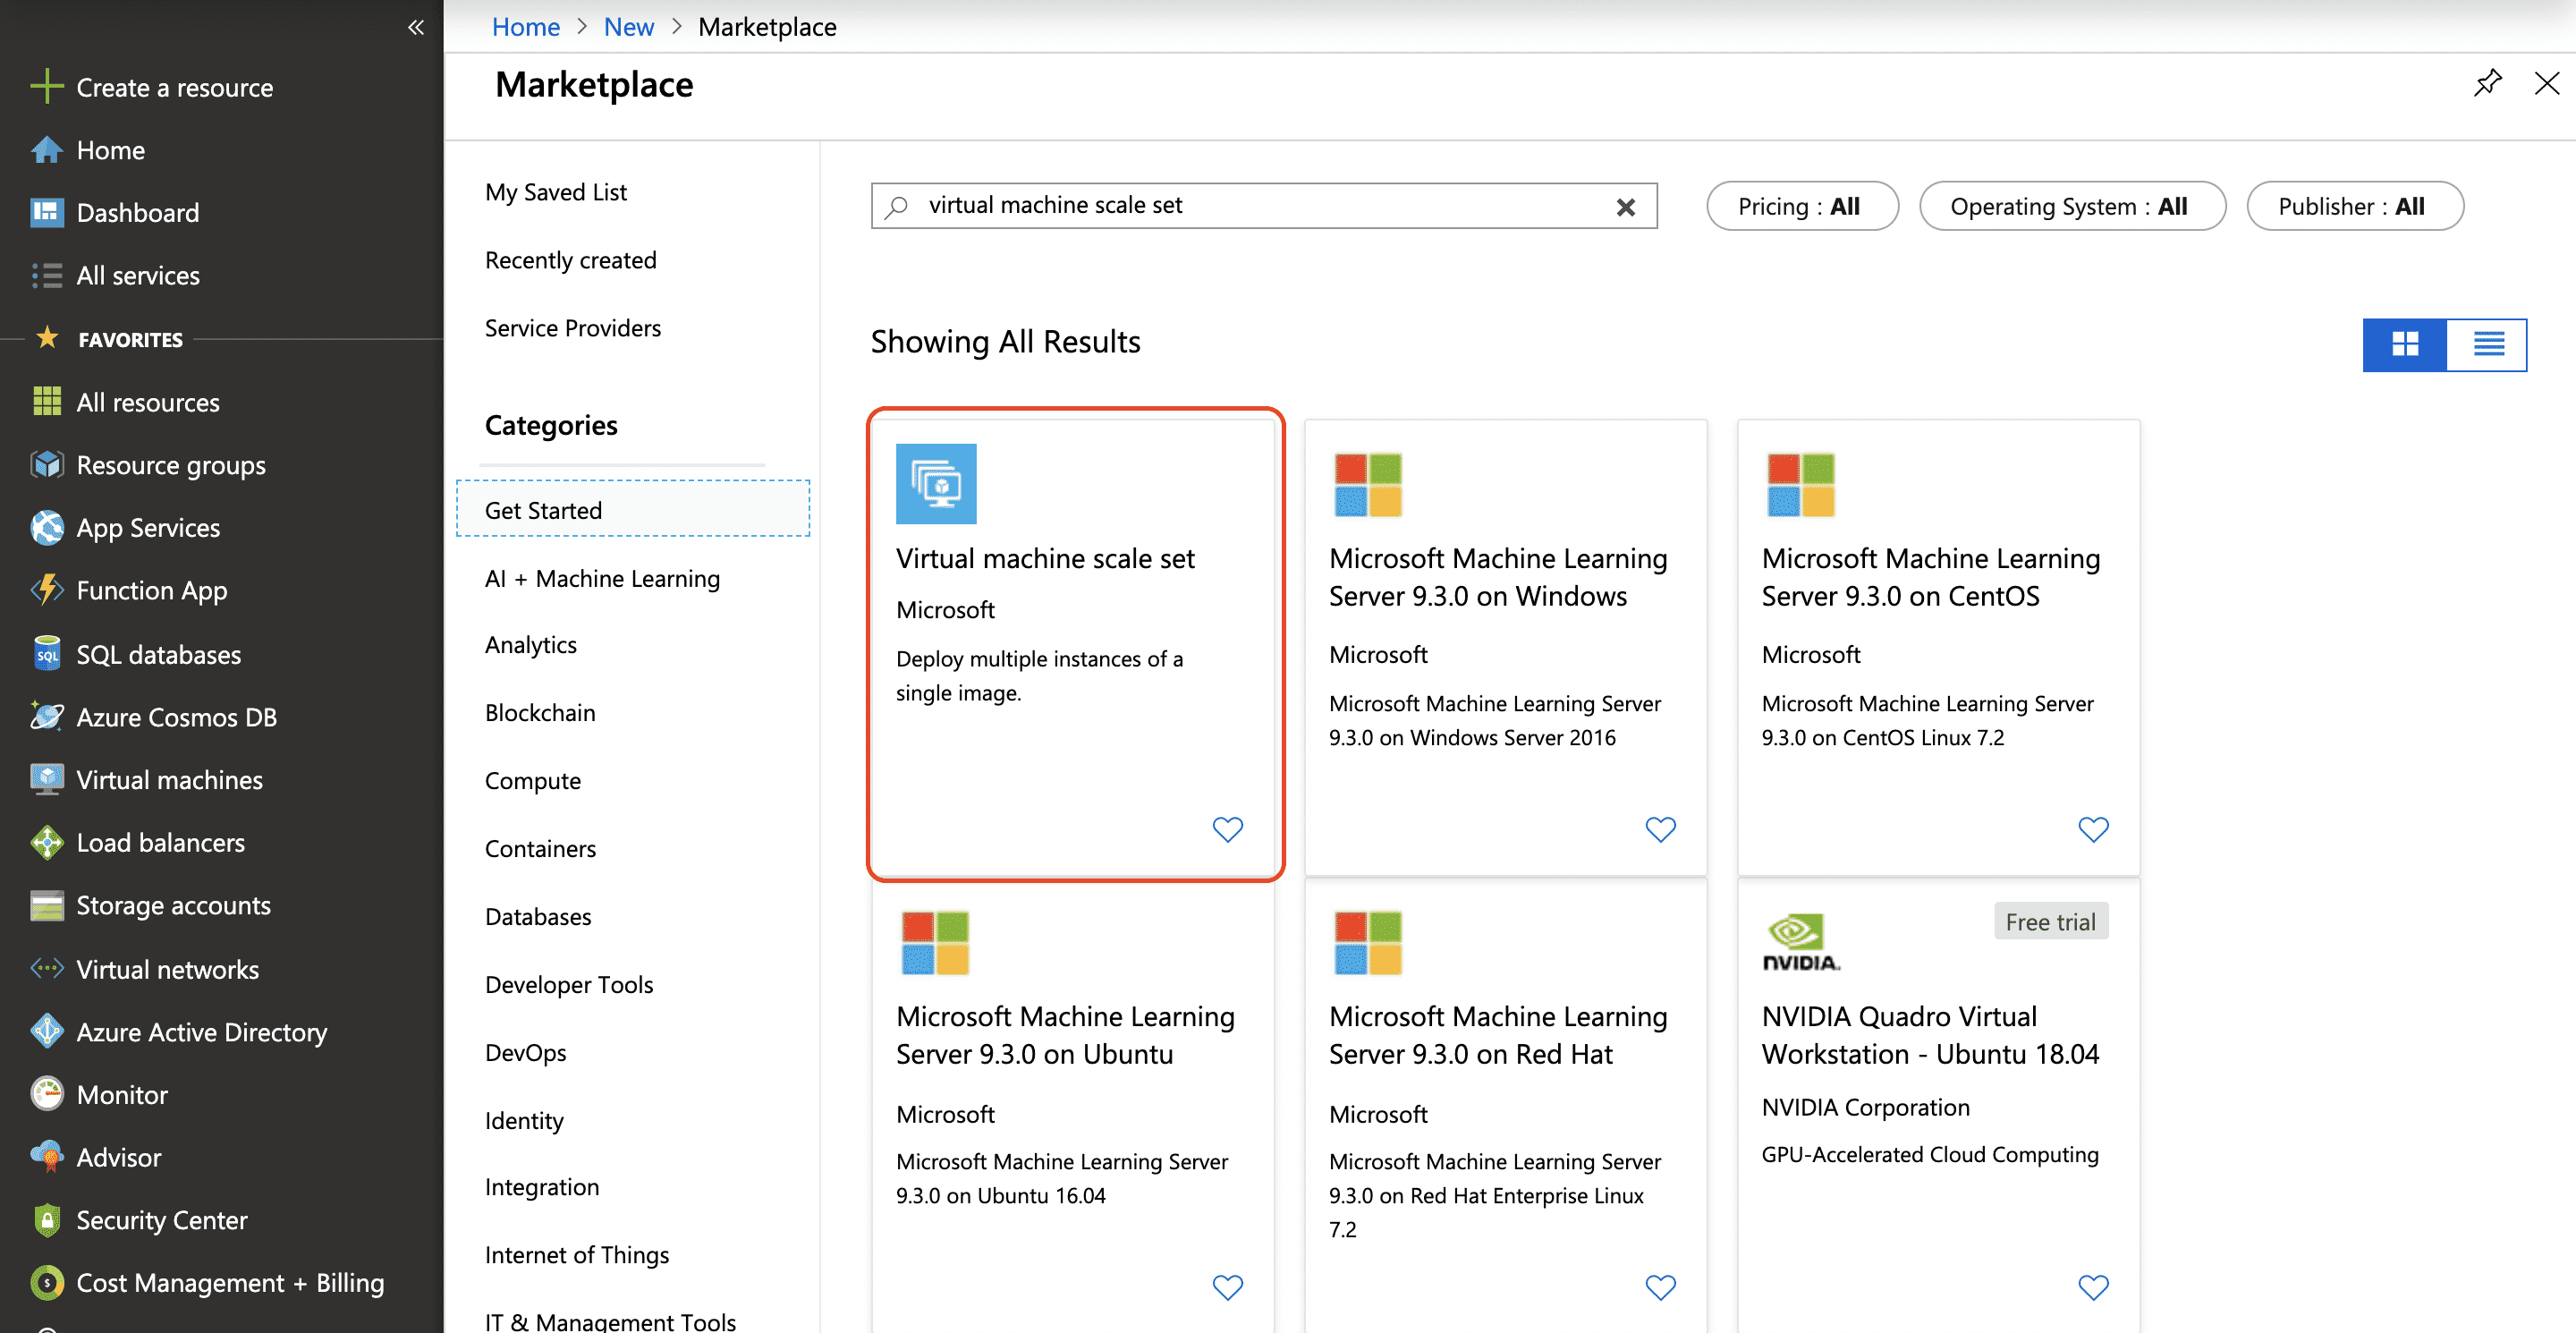 Create a resource
Home
Dashboard
All services
FAVORITES
All resources
Resource groups
App Services
Function App
SQL
SQL databases
Azure Cosmos DB
Virtual machines
Load balancers
Storage accounts
Virtual networks
Azure Active Directory
Monitor
Advisor
Security Center
Cost Management + Billing
Home > New > Marketplace
Marketplace
My Saved List
Recently created
Service Providers
Categories
Get Started
AI + Machine Learning
Analytics
Blockchain
Compute
Containers
Databases
Developer Tools
DevOps
Identity
Integration
Internet of Things
IT & Management Tools
virtual machine scale set
Pricing : All
Operating System : All
Publisher : All
Showing All Results
Virtual machine scale set
Microsoft
Deploy multiple instances of a
single image.
Microsoft Machine Learning
Server 9.3.0 on Windows
Microsoft
Microsoft Machine Learning Server
9.3.0 on Windows Server 2016
Microsoft Machine Learning
Server 9.3.0 on CentOS
Microsoft
Microsoft Machine Learning Server
9.3.0 on CentOS Linux 7.2
Microsoft Machine Learning
Server 9.3.0 on Ubuntu
Microsoft
Microsoft Machine Learning Server
9.3.0 on Ubuntu 16.04
Microsoft Machine Learning
Server 9.3.0 on Red Hat
Microsoft
Microsoft Machine Learning Server
9.3.0 on Red Hat Enterprise Linux
7.2
Free trial
NVIDIA.
NVIDIA Quadro Virtual
Workstation - Ubuntu 18.04
NVIDIA Corporation
GPU-Accelerated Cloud Computing